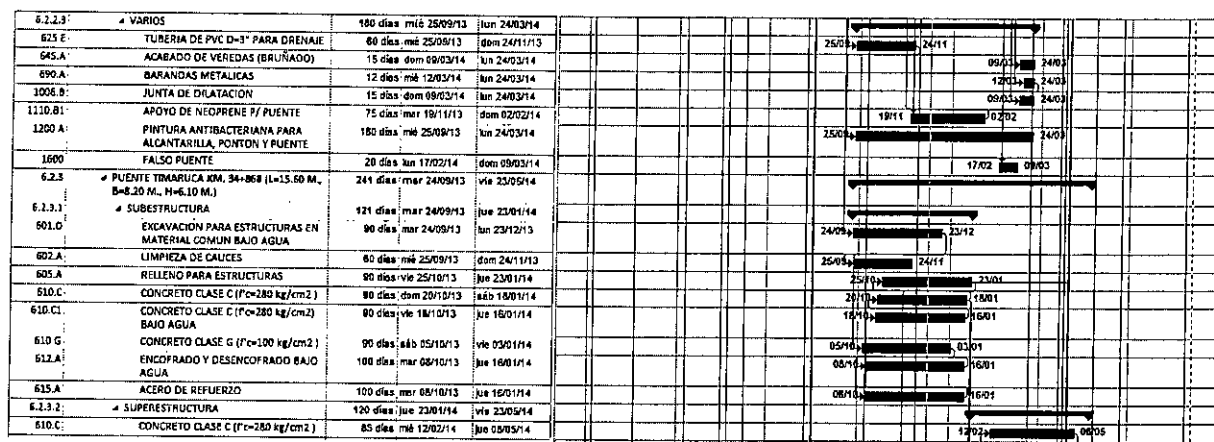 6.2.2.3 VARIOS 180 días mié 25/09/13 lun 24/03/14
625 E TUBERIA DE PVC D=3" PARA DRENAJE 60 días mié 25/09/13 dom 24/11/13 25/09 24/11
645.A ACABADO DE VEREDAS (BRUÑADO) 15 días dom 09/03/14 lun 24/03/14 09/03 24/03
690.A BARANDAS METALICAS 12 días mié 12/03/14 lun 24/03/14 12/03 24/03
1006.B JUNTA DE DILATACION 15 días dom 09/03/14 lun 24/03/14 09/03 24/03
1110.B1 APOYO DE NEOPRENE P/ PUENTE 75 días mar 19/11/13 dom 02/02/14 19/11 02/02
1200 A PINTURA ANTIBACTERIANA PARA
ALCANTARILLA, PONTON Y PUENTE 180 días mié 25/09/13 lun 24/03/14 25/09 24/03
1600 FALSO PUENTE 20 días lun 17/02/14 dom 09/03/14 17/02 09/03
6.2.3 PUENTE TIMARUCA KM. 34+868 (L=15.60 M.,
B=8.20 M., H=6.10 M.) 241 días mar 24/09/13 vie 23/05/14
6.2.3.1 SUBESTRUCTURA 121 días mar 24/09/13 jue 23/01/14
601.D EXCAVACIÓN PARA ESTRUCTURAS EN
MATERIAL COMUN BAJO AGUA 90 días mar 24/09/13 lun 23/12/13 24/09 23/12
602.A LIMPIEZA DE CAUCES 60 días mié 25/09/13 dom 24/11/13 25/09 24/11
605.A RELLENO PARA ESTRUCTURAS 90 días vie 25/10/13 jue 23/01/14 25/10 23/01
610.C CONCRETO CLASE C (f'c=280 kg/cm2 ) 90 días dom 20/10/13 sáb 18/01/14 20/10 18/01
610.C1 CONCRETO CLASE C (f'c=280 kg/cm2)
BAJO AGUA 90 días vie 18/10/13 jue 16/01/14 18/10 16/01
610 G CONCRETO CLASE G (f'c=100 kg/cm2 ) 90 días sáb 05/10/13 vie 03/01/14 05/10 03/01
612.A ENCOFRADO Y DESENCOFRADO BAJO
AGUA 100 días mar 08/10/13 jue 16/01/14 08/10 16/01
615.A ACERO DE REFUERZO 100 días mar 08/10/13 jue 16/01/14 08/10 16/01
6.2.3.2 SUPERESTRUCTURA 120 días jue 23/01/14 vie 23/05/14
610.C CONCRETO CLASE C (f'c=280 kg/cm2 ) 85 días mié 12/02/14 jue 08/05/14 12/02 08/05